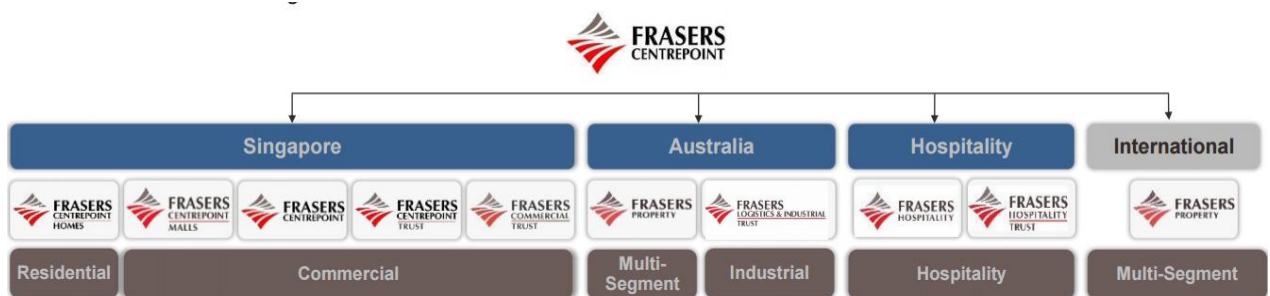 FRASERS
CENTREPOINT
Singapore
Australia
Hospitality
International
FRASERS
CENTREPOINT
HOMES
FRASERS
CENTREPOINT
MALLS
FRASERS
CENTREPOINT
FRASERS
CENTREPOINT
TRUST
FRASERS
COMMERCIAL
TRUST
FRASERS
PROPERTY
FRASERS
LOGISTICS & INDUSTRIAL
TRUST
FRASERS
HOSPITALITY
FRASERS
HOSPITALITY
TRUST
FRASERS
PROPERTY
Residential
Commercial
Multi-
Segment
Industrial
Hospitality
Multi-Segment